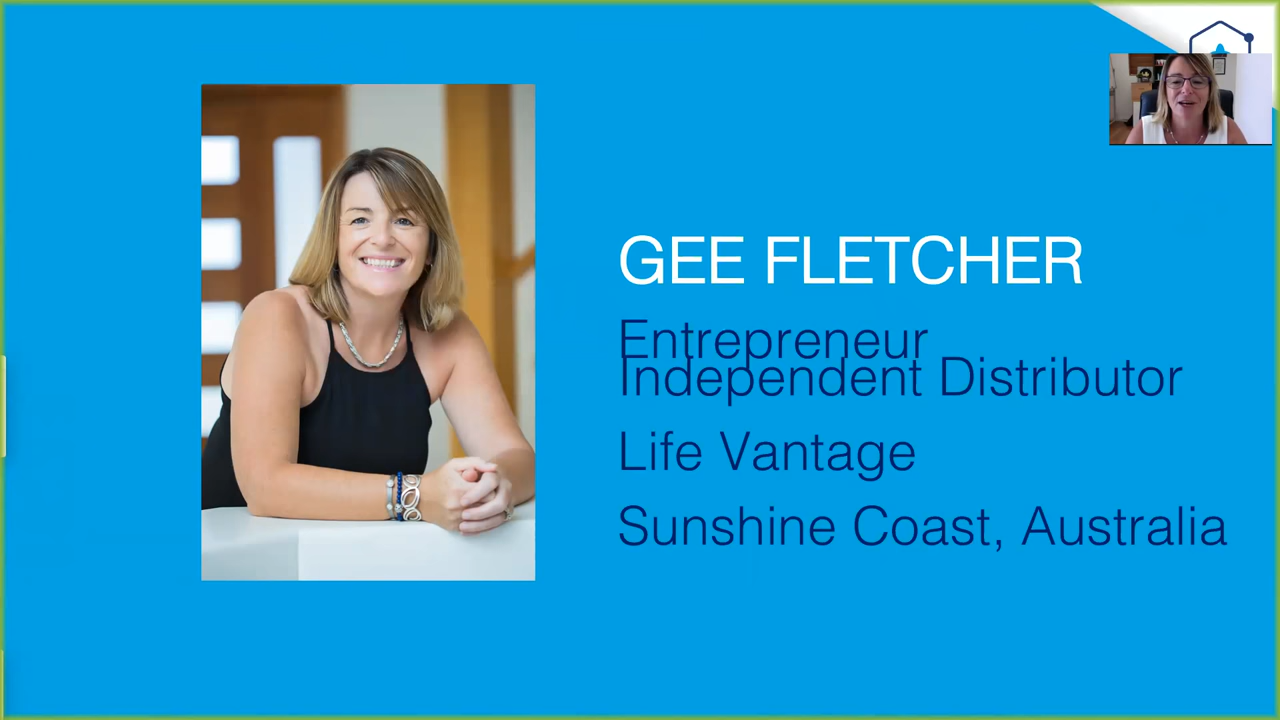 GEE FLETCHER
Entrepreneur
Independent Distributor
Life Vantage
Sunshine Coast, Australia